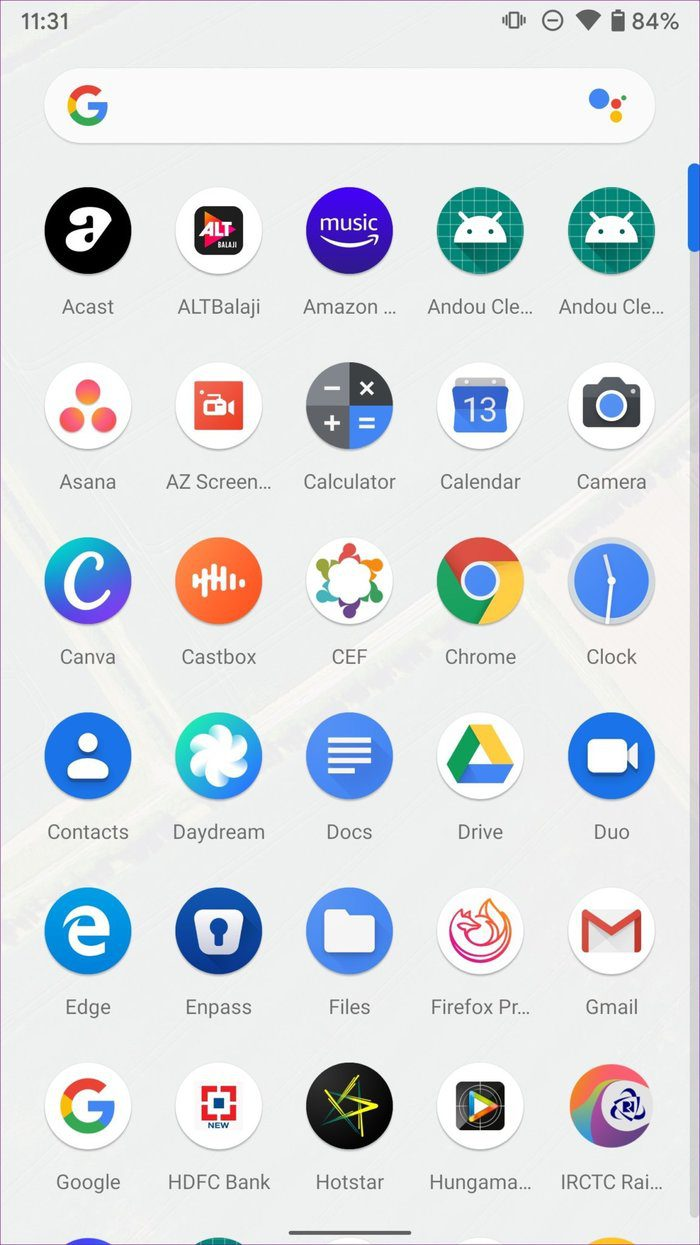 11:31 84%
music
ALT
BALAJI
Acast ALTBalaji Amazon ... Andou Cle... Andou Cle...
13
Asana AZ Screen... Calculator Calendar Camera
Canva Castbox CEF Chrome Clock
Contacts Daydream Docs Drive Duo
Edge Enpass Files Firefox Pr... Gmail
NEW
Google HDFC Bank Hotstar Hungama... IRCTC Rai...